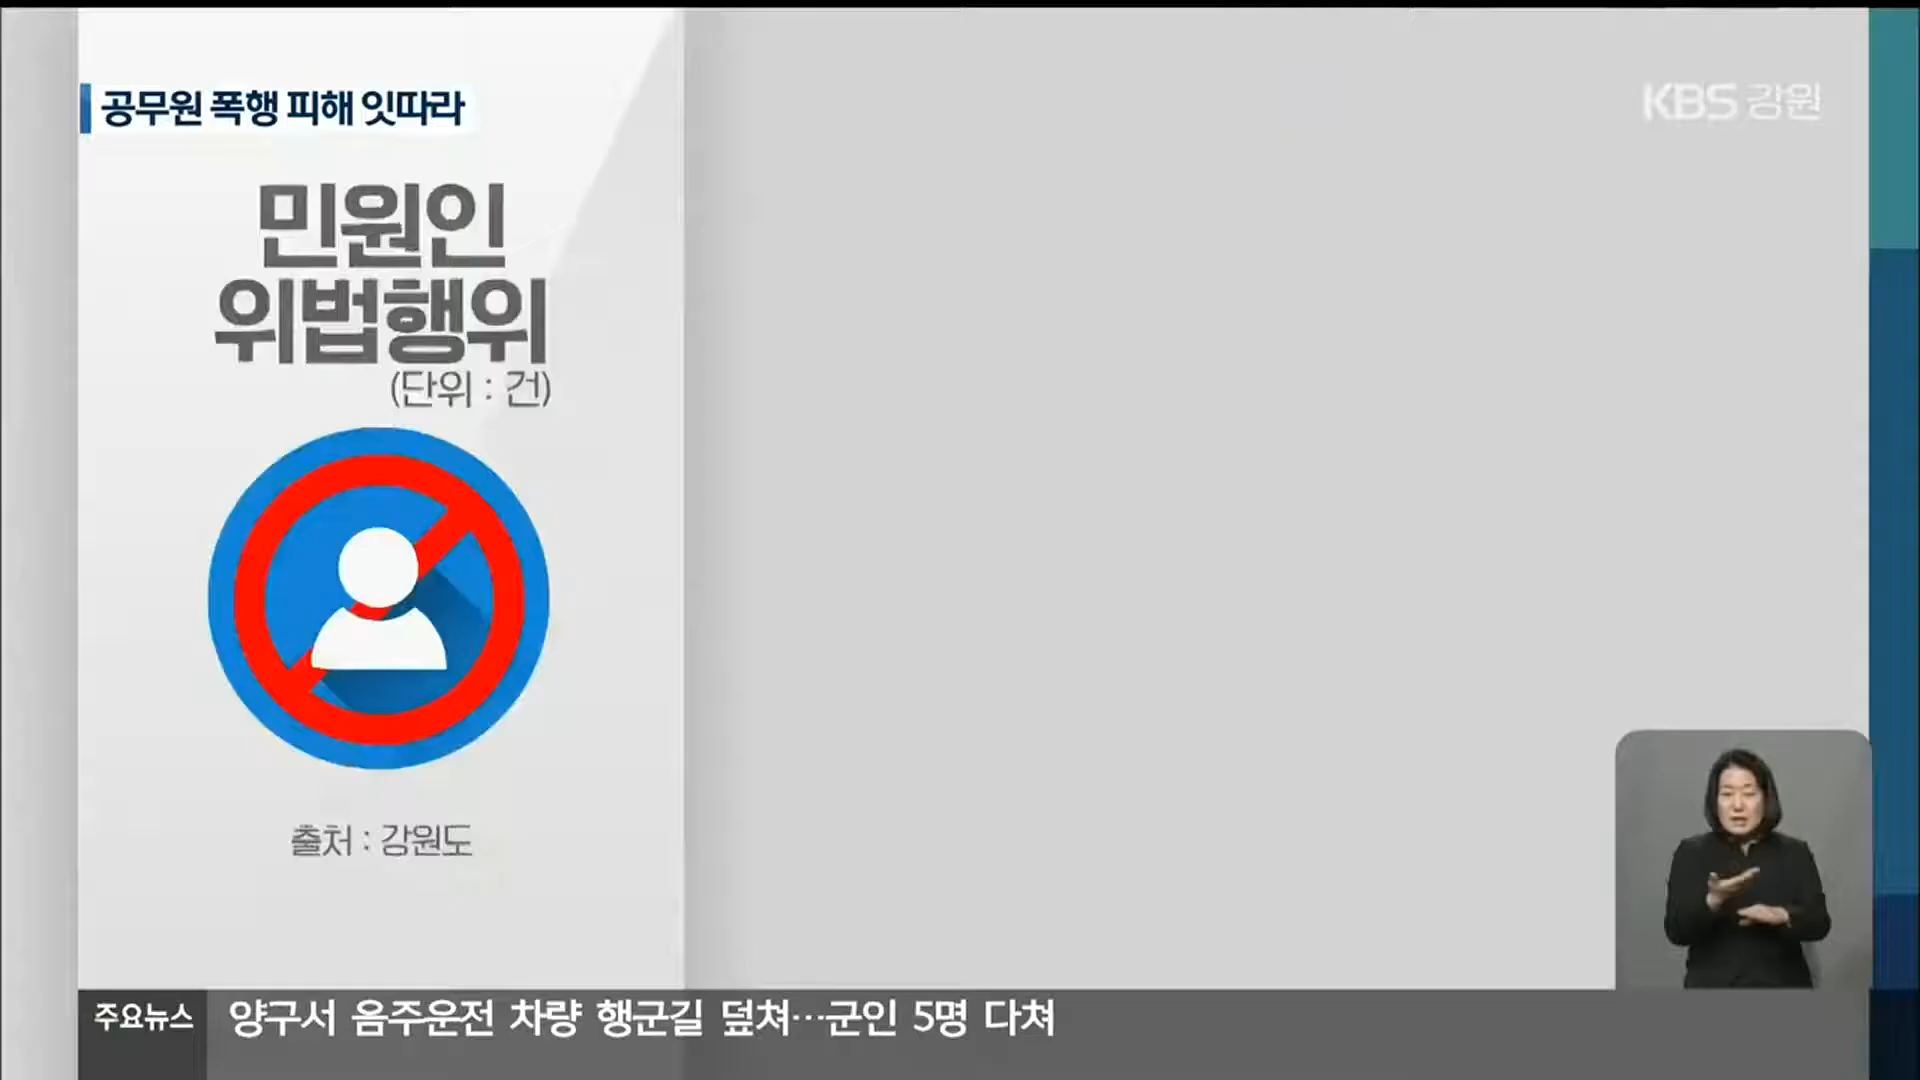 공무원 폭행 피해 잇따라
KBS 강원
민원인
위법행위
(단위 : 건)
출처 : 강원도
주요뉴스 양구서 음주운전 차량 행군길 덮쳐…군인 5명 다쳐